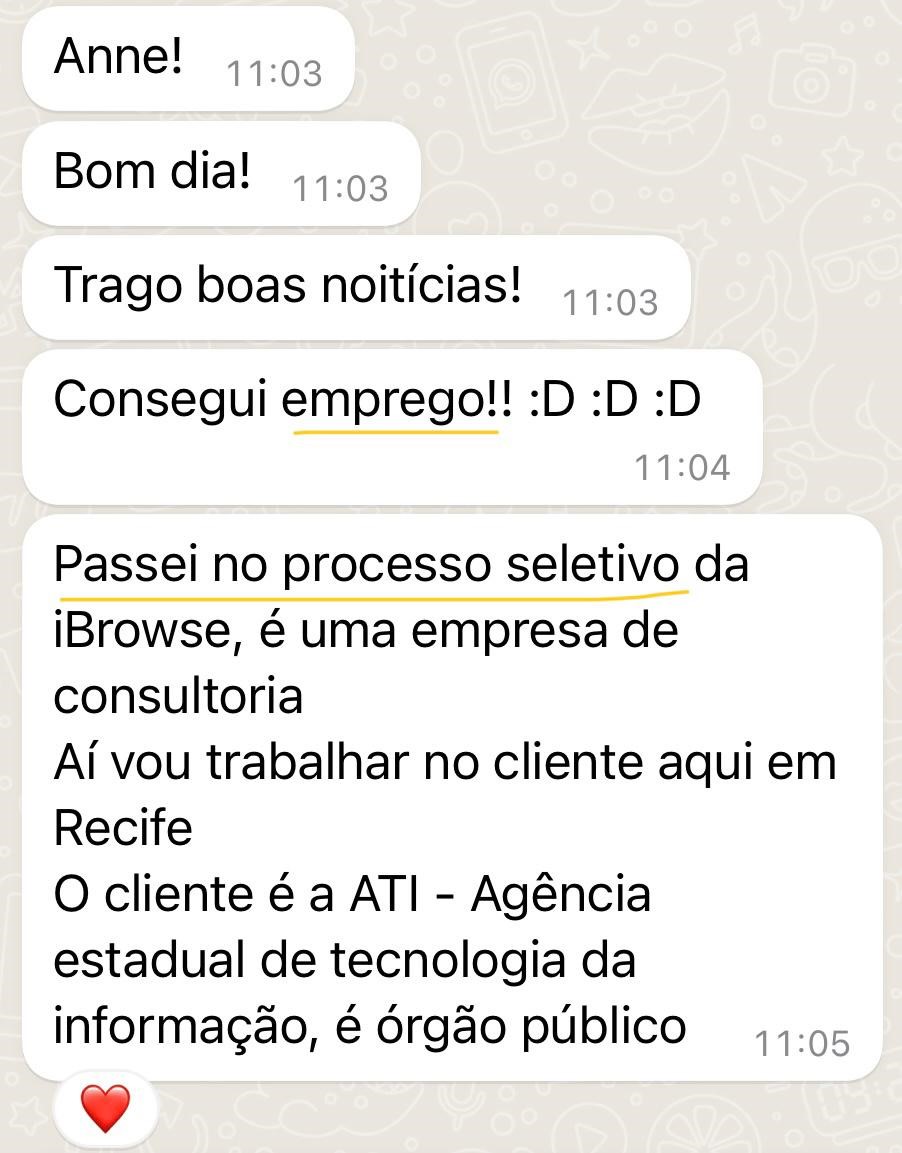 Anne!
11:03
Bom dia!
11:03
Trago boas noitícias!
11:03
Consegui emprego!! :D :D :D
11:04
Passei no processo seletivo da
iBrowse, é uma empresa de
consultoria
Aí vou trabalhar no cliente aqui em
Recife
O cliente é a ATI - Agência
estadual de tecnologia da
informação, é órgão público
11:05